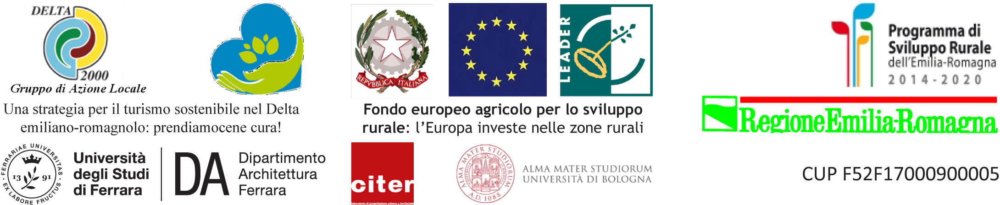 DELTA
2000
Gruppo di Azione Locale
Una strategia per il turismo sostenibile nel Delta
emiliano-romagnolo: prendiamocene cura!
REPVBBLICA ITALIANA
LEADER
Fondo europeo agricolo per lo sviluppo
rurale: l'Europa investe nelle zone rurali
Programma di
Sviluppo Rurale
dell'Emilia-Romagna
2014-2020
RegioneEmilia-Romagna
FERRARIAE UNIVERSITAS
1391
EX LABORE FRUCTUS
Università
degli Studi
di Ferrara
DA
Dipartimento
Architettura
Ferrara
citer
laboratorio di progettazione urbana e territoriale
ALMA MATER STUDIORUM
A.D. 1088
ALMA MATER STUDIORUM
UNIVERSITÀ DI BOLOGNA
CUP F52F17000900005